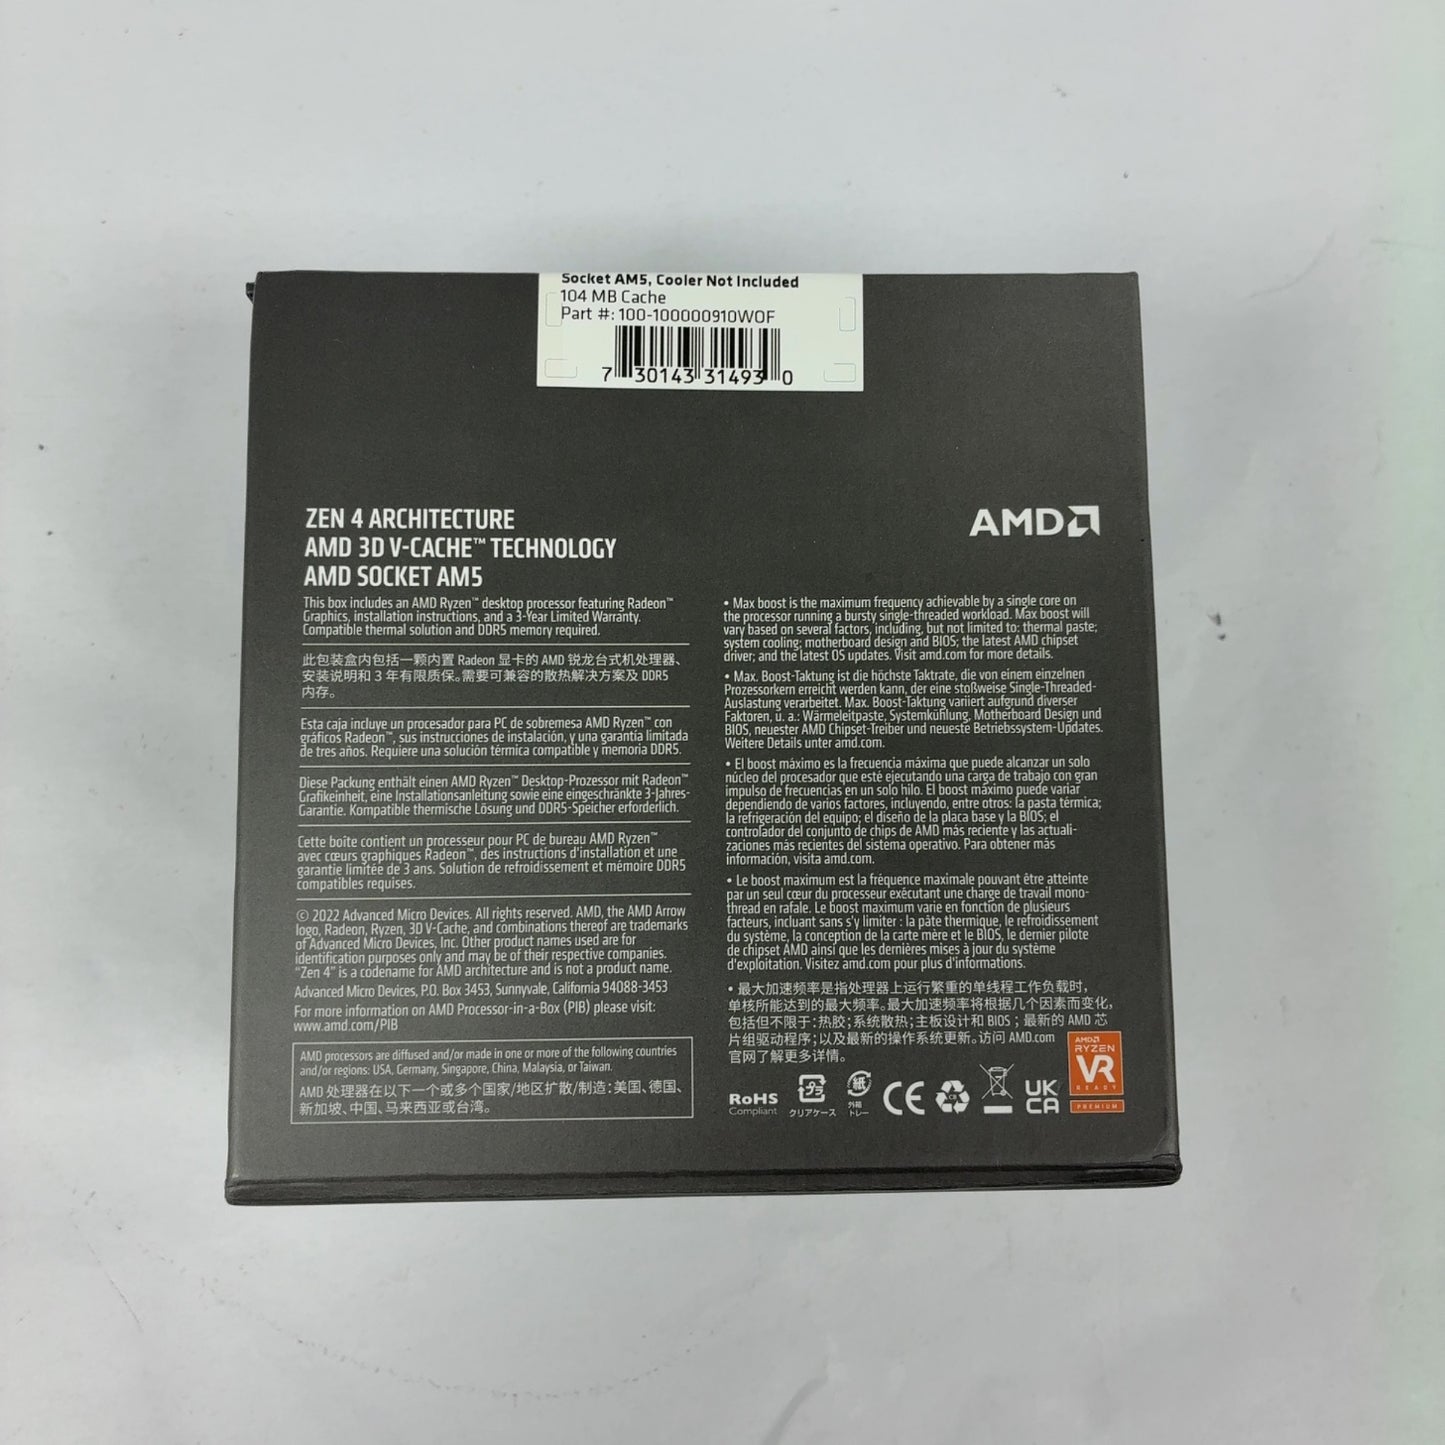 Socket AM5, Cooler Not Included
104 MB Cache
Part #: 100-100000910WOF
7 30143 31493 0
ZEN 4 ARCHITECTURE
AMD 3D V-CACHE™ TECHNOLOGY
AMD SOCKET AM5
This box includes an AMD Ryzen™ desktop processor featuring Radeon™
Graphics, installation instructions, and a 3-Year Limited Warranty.
Compatible thermal solution and DDR5 memory required.
此包装盒内包括一颗内置 Radeon 显卡的 AMD 锐龙台式机处理器、
安装说明和 3 年有限质保。需要可兼容的散热解决方案及 DDR5
内存。
Esta caja incluye un procesador para PC de sobremesa AMD Ryzen™ con
gráficos Radeon™, sus instrucciones de instalación, y una garantía limitada
de tres años. Requiere una solución térmica compatible y memoria DDR5.
Diese Packung enthält einen AMD Ryzen™ Desktop-Prozessor mit Radeon™
Grafikeinheit, eine Installationsanleitung sowie eine eingeschränkte 3-Jahres-
Garantie. Kompatible thermische Lösung und DDR5-Speicher erforderlich.
Cette boîte contient un processeur pour PC de bureau AMD Ryzen™
avec cœurs graphiques Radeon™, des instructions d'installation et une
garantie limitée de 3 ans. Solution de refroidissement et mémoire DDR5
compatibles requises.
© 2022 Advanced Micro Devices. All rights reserved. AMD, the AMD Arrow
logo, Radeon, Ryzen, 3D V-Cache, and combinations thereof are trademarks
of Advanced Micro Devices, Inc. Other product names used are for
identification purposes only and may be of their respective companies.
"Zen 4" is a codename for AMD architecture and is not a product name.
Advanced Micro Devices, P.O. Box 3453, Sunnyvale, California 94088-3453
For more information on AMD Processor-in-a-Box (PIB) please visit:
www.amd.com/PIB
AMD processors are diffused and/or made in one or more of the following countries
and/or regions: USA, Germany, Singapore, China, Malaysia, or Taiwan.
AMD 处理器在以下一个或多个国家/地区扩散/制造：美国、德国、
新加坡、中国、马来西亚或台湾。
AMD
• Max boost is the maximum frequency achievable by a single core on
the processor running a bursty single-threaded workload. Max boost will
vary based on several factors, including, but not limited to: thermal paste;
system cooling; motherboard design and BIOS; the latest AMD chipset
driver; and the latest OS updates. Visit amd.com for more details.
• Max. Boost-Taktung ist die höchste Taktrate, die von einem einzelnen
Prozessorkern erreicht werden kann, der eine stoßweise Single-Threaded-
Auslastung verarbeitet. Max. Boost-Taktung variiert aufgrund diverser
Faktoren, u. a.: Wärmeleitpaste, Systemkühlung, Motherboard Design und
BIOS, neuester AMD Chipset-Treiber und neueste Betriebssystem-Updates.
Weitere Details unter amd.com.
• El boost máximo es la frecuencia máxima que puede alcanzar un solo
núcleo del procesador que esté ejecutando una carga de trabajo con gran
impulso de frecuencias en un solo hilo. El boost máximo puede variar
dependiendo de varios factores, incluyendo, entre otros: la pasta térmica;
la refrigeración del equipo; el diseño de la placa base y la BIOS; el
controlador del conjunto de chips de AMD más reciente y las actuali-
zaciones más recientes del sistema operativo. Para obtener más
información, visita amd.com.
• Le boost maximum est la fréquence maximale pouvant être atteinte
par un seul cœur du processeur exécutant une charge de travail mono-
thread en rafale. Le boost maximum varie en fonction de plusieurs
facteurs, incluant sans s'y limiter : la pâte thermique, le refroidissement
du système, la conception de la carte mère et le BIOS, le dernier pilote
de chipset AMD ainsi que les dernières mises à jour du système
d'exploitation. Visitez amd.com pour plus d'informations.
• 最大加速频率是指处理器上运行繁重的单线程工作负载时，
单核所能达到的最大频率。最大加速频率将根据几个因素而变化，
包括但不限于：热胶；系统散热；主板设计和 BIOS；最新的 AMD 芯
片组驱动程序；以及最新的操作系统更新。访问 AMD.com
官网了解更多详情。
RoHS
Compliant
プラ
クリアケース
紙
外箱
トレー
CE
UK
CA
AMD
RYZEN
VR
READY
PREMIUM